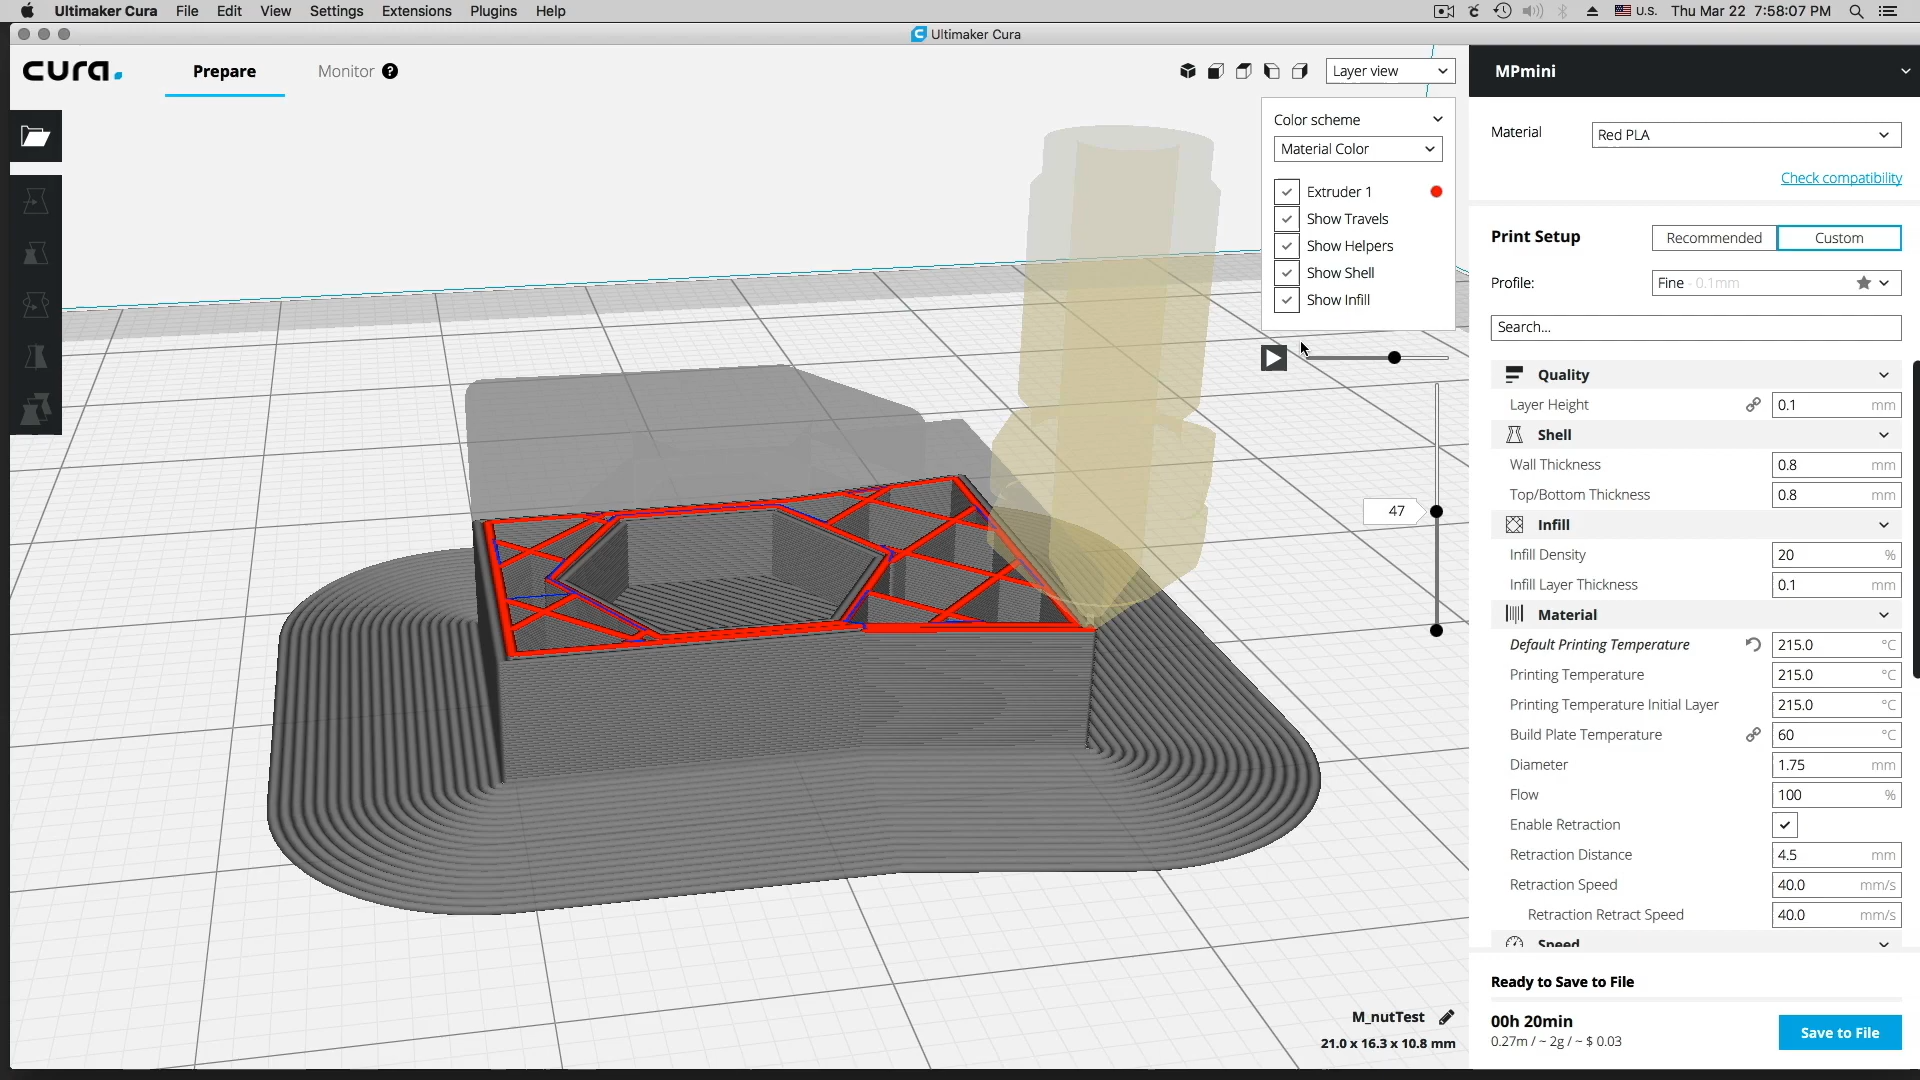 Ultimaker Cura File Edit View Settings Extensions Plugins Help U.S. Thu Mar 22 7:58:07 PM
Ultimaker Cura
cura.
Prepare
Monitor ?
Layer view
MPmini
Color scheme
Material Color
Extruder 1
Show Travels
Show Helpers
Show Shell
Show Infill
47
Material
Red PLA
Check compatibility
Print Setup
Recommended
Custom
Profile:
Fine - 0.1mm
Search...
Quality
Layer Height 0.1 mm
Shell
Wall Thickness 0.8 mm
Top/Bottom Thickness 0.8 mm
Infill
Infill Density 20 %
Infill Layer Thickness 0.1 mm
Material
Default Printing Temperature 215.0 °C
Printing Temperature 215.0 °C
Printing Temperature Initial Layer 215.0 °C
Build Plate Temperature 60 °C
Diameter 1.75 mm
Flow 100 %
Enable Retraction
Retraction Distance 4.5 mm
Retraction Speed 40.0 mm/s
Retraction Retract Speed 40.0 mm/s
Speed
Ready to Save to File
00h 20min
0.27m / ~ 2g / ~ $ 0.03
Save to File
M_nutTest
21.0 x 16.3 x 10.8 mm